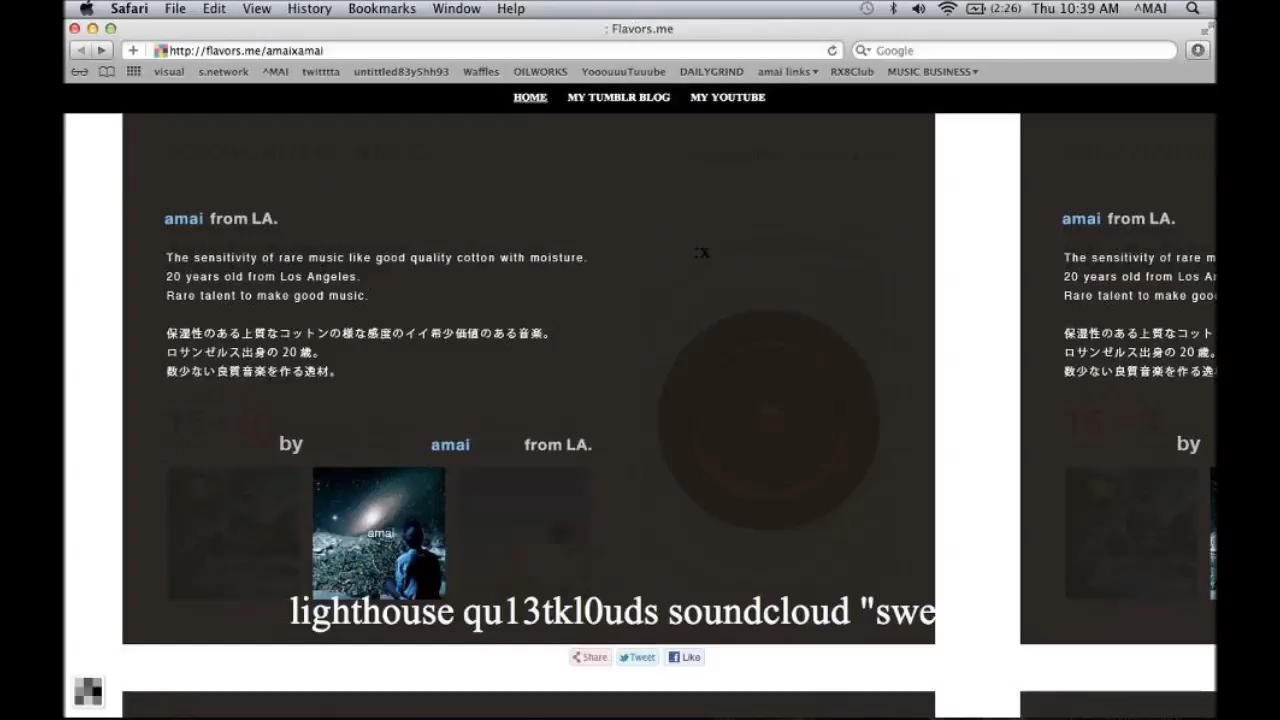 Safari File Edit View History Bookmarks Window Help (2:26) Thu 10:39 AM ^MAI
: Flavors.me
http://flavors.me/amaixamai Google
visual s.network ^MAI twitttta untittled83y5hh93 Waffles OILWORKS YooouuuTuuube DAILYGRIND amai links RX8Club MUSIC BUSINESS
HOME MY TUMBLR BLOG MY YOUTUBE
amai from LA.
:x
The sensitivity of rare music like good quality cotton with moisture.
20 years old from Los Angeles.
Rare talent to make good music.
保湿性のある上質なコットンの様な感度のイイ希少価値のある音楽。
ロサンゼルス出身の 20 歳。
数少ない良質音楽を作る逸材。
by amai from LA.
amai
lighthouse qu13tkl0uds soundcloud "swe
Share Tweet Like
amai from LA.
The sensitivity of rare m
20 years old from Los A
Rare talent to make good
保湿性のある上質なコット
ロサンゼルス出身の 20 歳。
数少ない良質音楽を作る逸
by